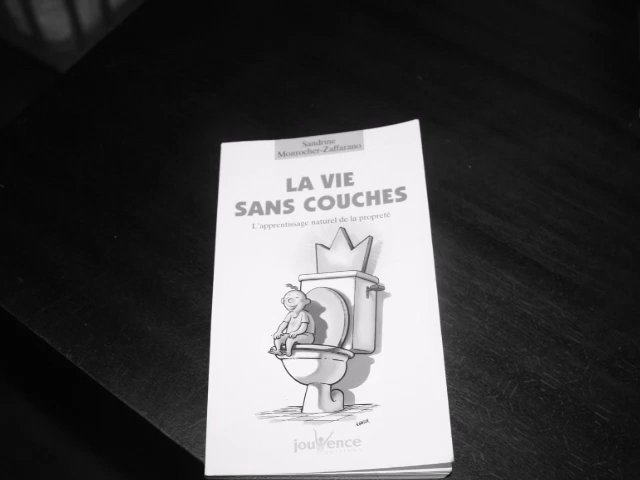 Sandrine
Monrocher-Zaffarano
LA VIE
SANS COUCHES
L'apprentissage naturel de la propreté
jouvence